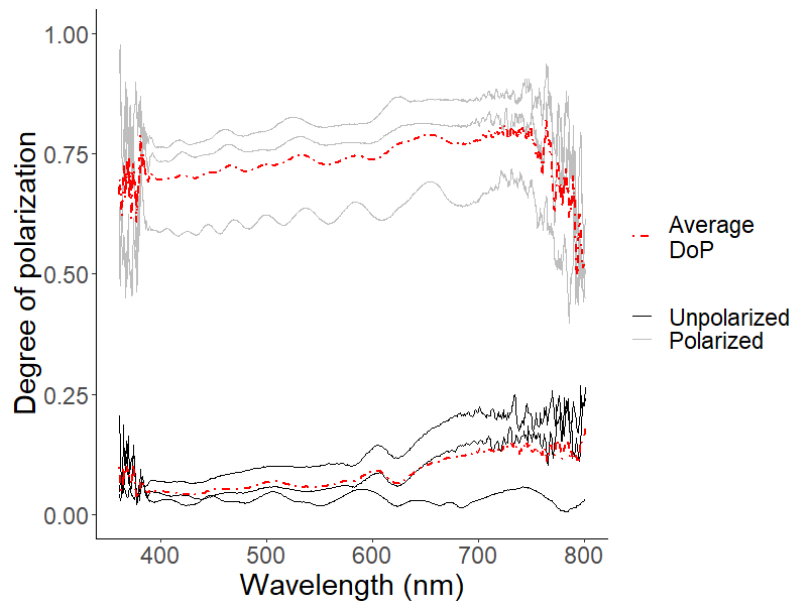 Degree of polarization
1.00
0.75
0.50
0.25
0.00
400
500
600
700
800
Wavelength (nm)
Average
DoP
Unpolarized
Polarized